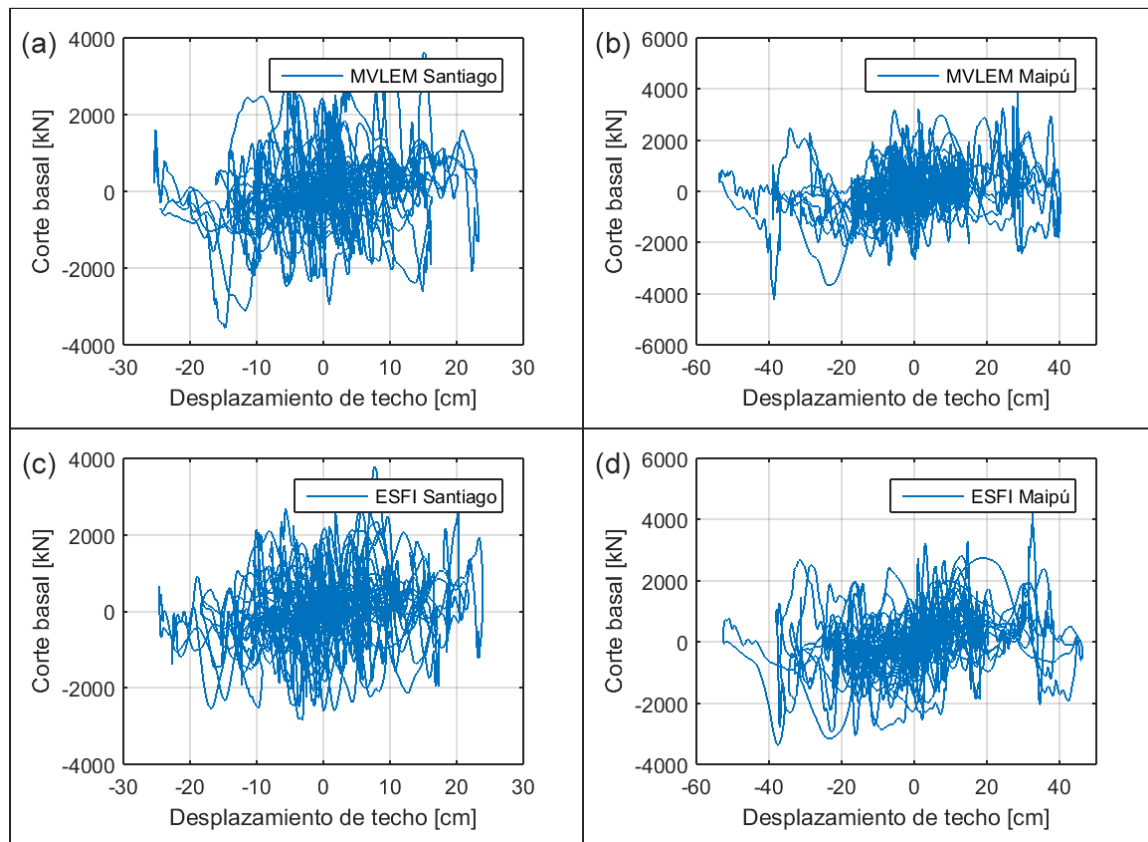 (a)
4000
2000
0
-2000
-4000
Corte basal [kN]
MVLEM Santiago
-30 -20 -10 0 10 20 30
Desplazamiento de techo [cm]
(b)
6000
4000
2000
0
-2000
-4000
-6000
Corte basal [kN]
MVLEM Maipú
-60 -40 -20 0 20 40
Desplazamiento de techo [cm]
(c)
4000
2000
0
-2000
-4000
Corte basal [kN]
ESFI Santiago
-30 -20 -10 0 10 20 30
Desplazamiento de techo [cm]
(d)
6000
4000
2000
0
-2000
-4000
Corte basal [kN]
ESFI Maipú
-60 -40 -20 0 20 40
Desplazamiento de techo [cm]